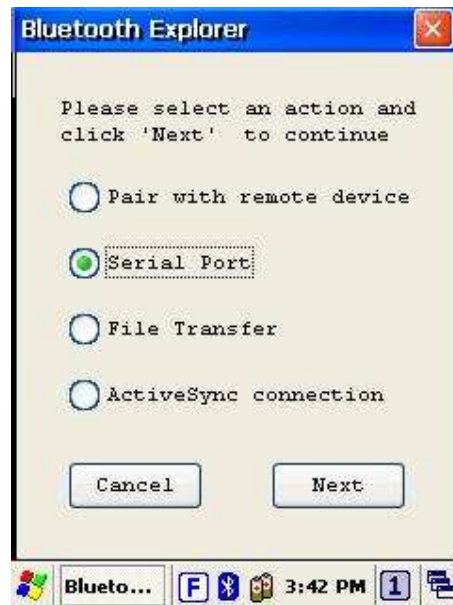 Bluetooth Explorer
Please select an action and
click 'Next' to continue
Pair with remote device
Serial Port
File Transfer
ActiveSync connection
Cancel
Next
Blueto...
F
3:42 PM
1